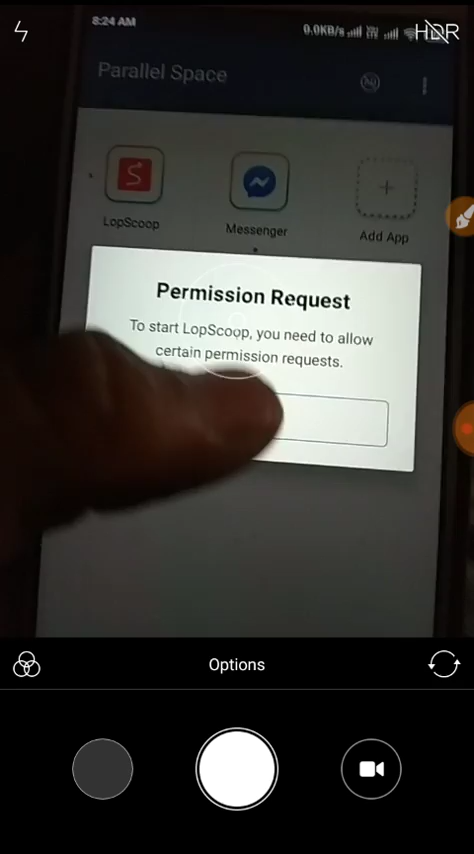 HDR
8:24 AM
0.0KB/s
Parallel Space
LopScoop
Messenger
Add App
Permission Request
To start LopScoop, you need to allow
certain permission requests.
Options